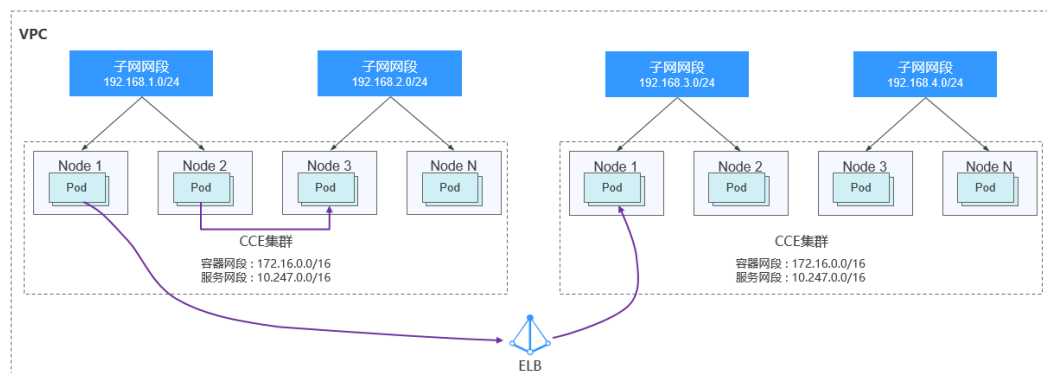 VPC
子网网段
192.168.1.0/24
子网网段
192.168.2.0/24
子网网段
192.168.3.0/24
子网网段
192.168.4.0/24
Node 1
Pod
Node 2
Pod
Node 3
Pod
Node N
Pod
CCE集群
容器网段 : 172.16.0.0/16
服务网段 : 10.247.0.0/16
Node 1
Pod
Node 2
Pod
Node 3
Pod
Node N
Pod
CCE集群
容器网段 : 172.16.0.0/16
服务网段 : 10.247.0.0/16
ELB